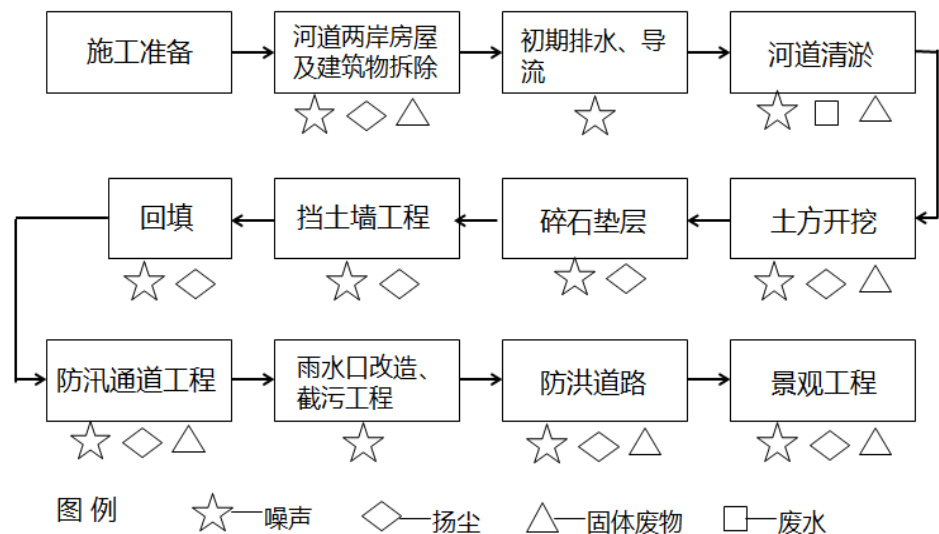 施工准备
河道两岸房屋
及建筑物拆除
初期排水、导
流
河道清淤
土方开挖
碎石垫层
挡土墙工程
回填
防汛通道工程
雨水口改造、
截污工程
防洪道路
景观工程
图 例
噪声
扬尘
固体废物
废水